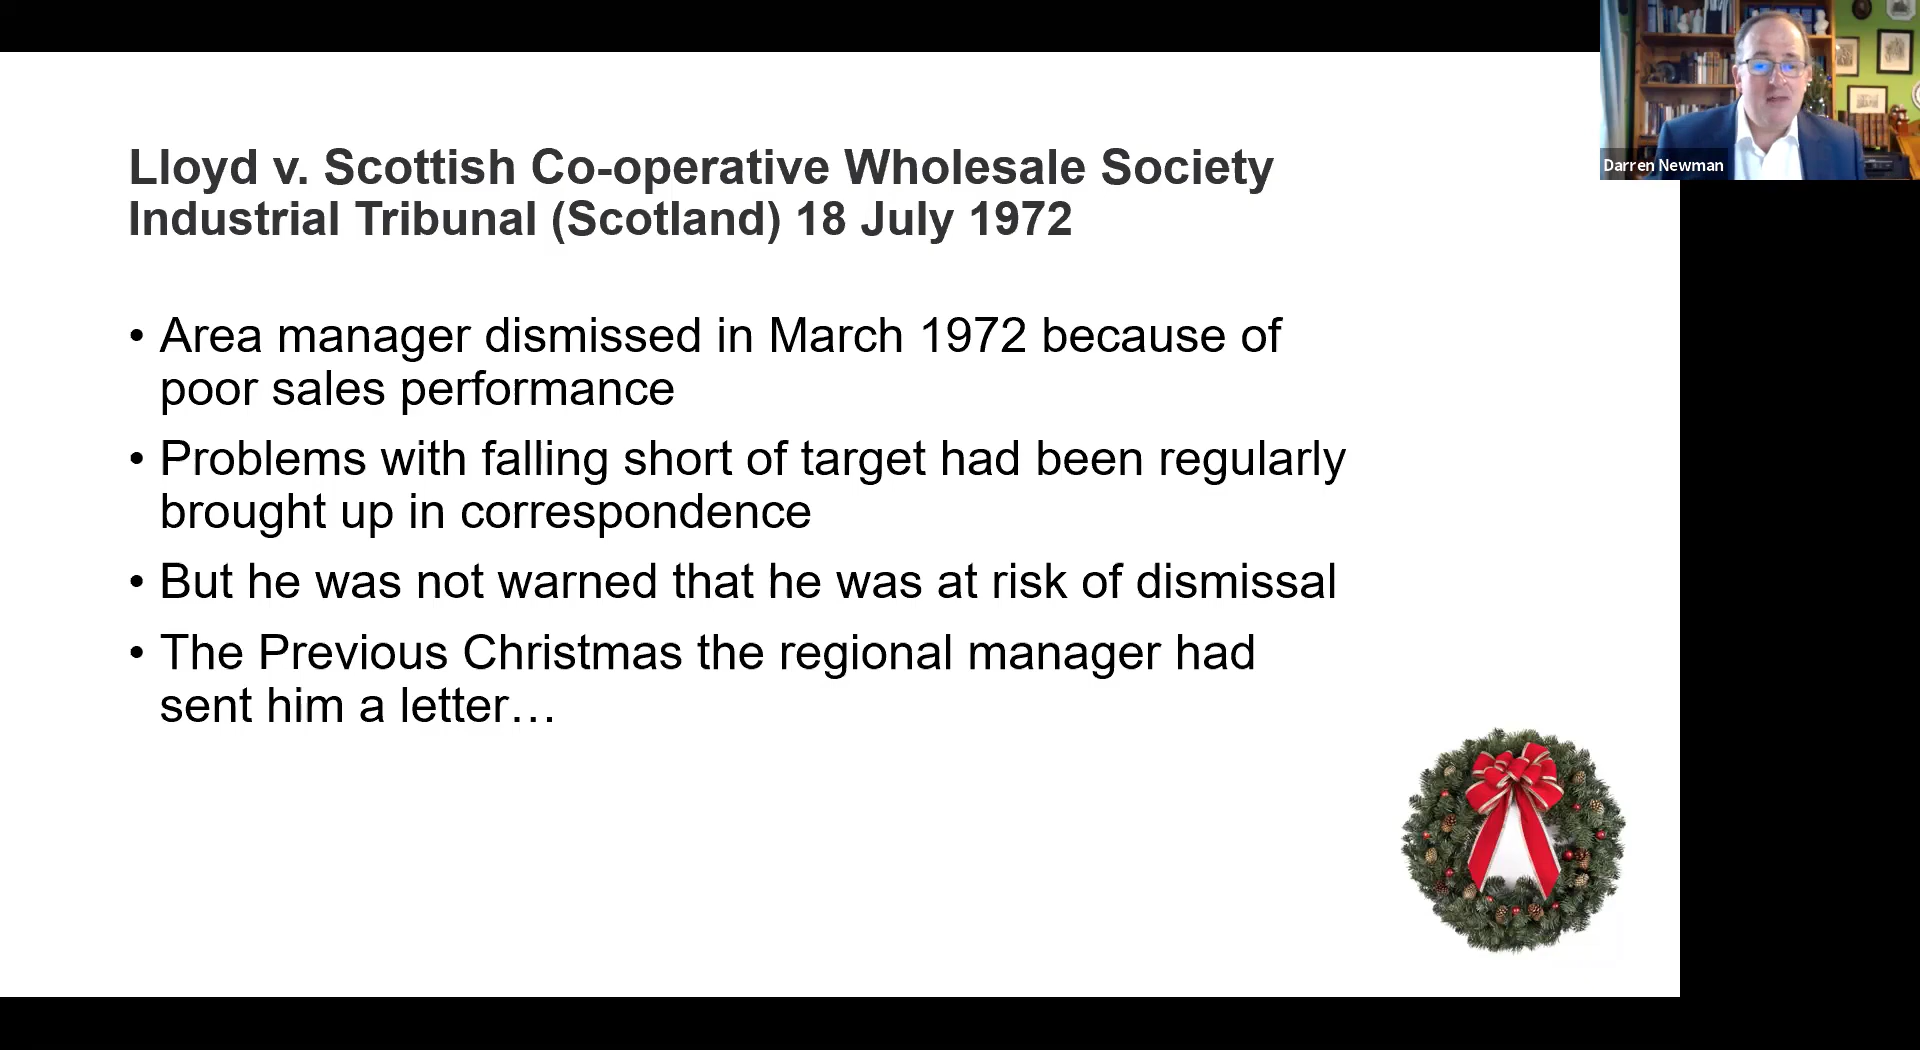 Lloyd v. Scottish Co-operative Wholesale Society
Industrial Tribunal (Scotland) 18 July 1972
• Area manager dismissed in March 1972 because of
poor sales performance
• Problems with falling short of target had been regularly
brought up in correspondence
• But he was not warned that he was at risk of dismissal
• The Previous Christmas the regional manager had
sent him a letter…
Darren Newman